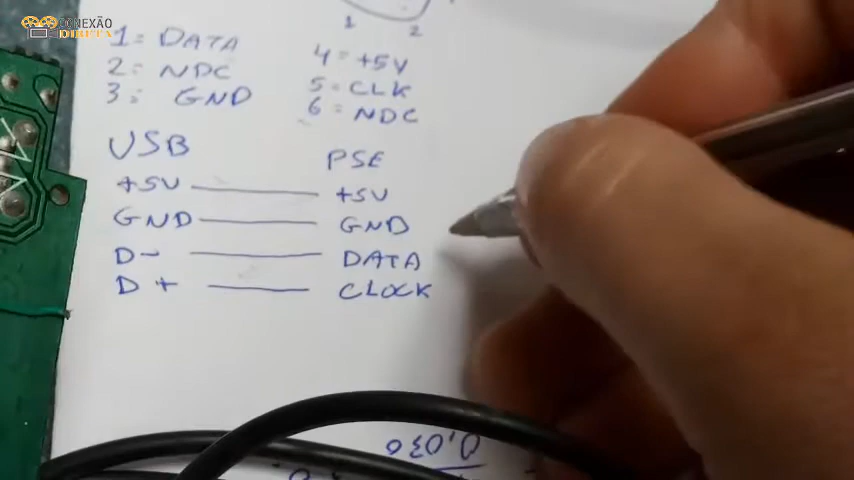 CONEXÃO
DIRETA
1 2
1= DATA
2= NDC
3= GND
4= +5V
5= CLK
6= NDC
USB PSE
+5V +5V
GND GND
D- DATA
D+ CLOCK